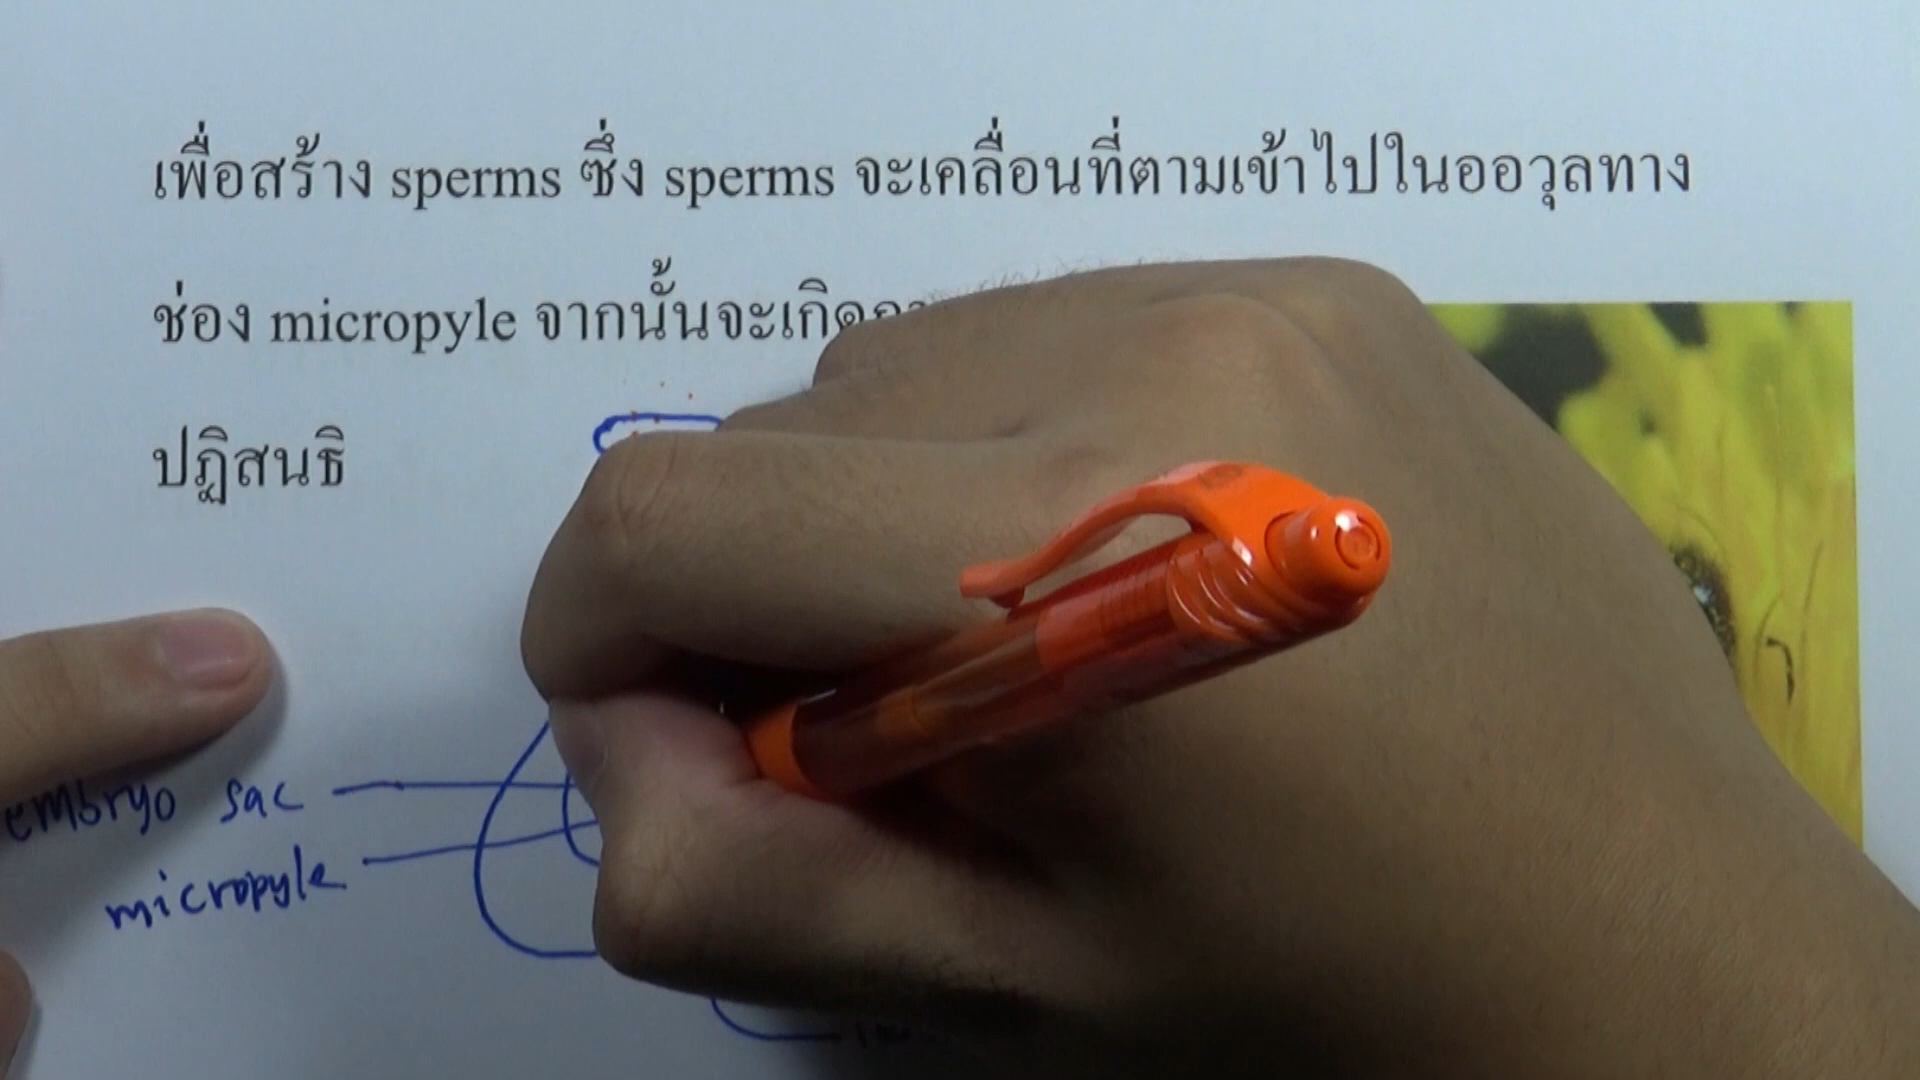 เพื่อสร้าง sperms ซึ่ง sperms จะเคลื่อนที่ตามเข้าไปในออวุลทาง
ช่อง micropyle จากนั้นจะเกิด
ปฏิสนธิ
embryo sac
micropyle